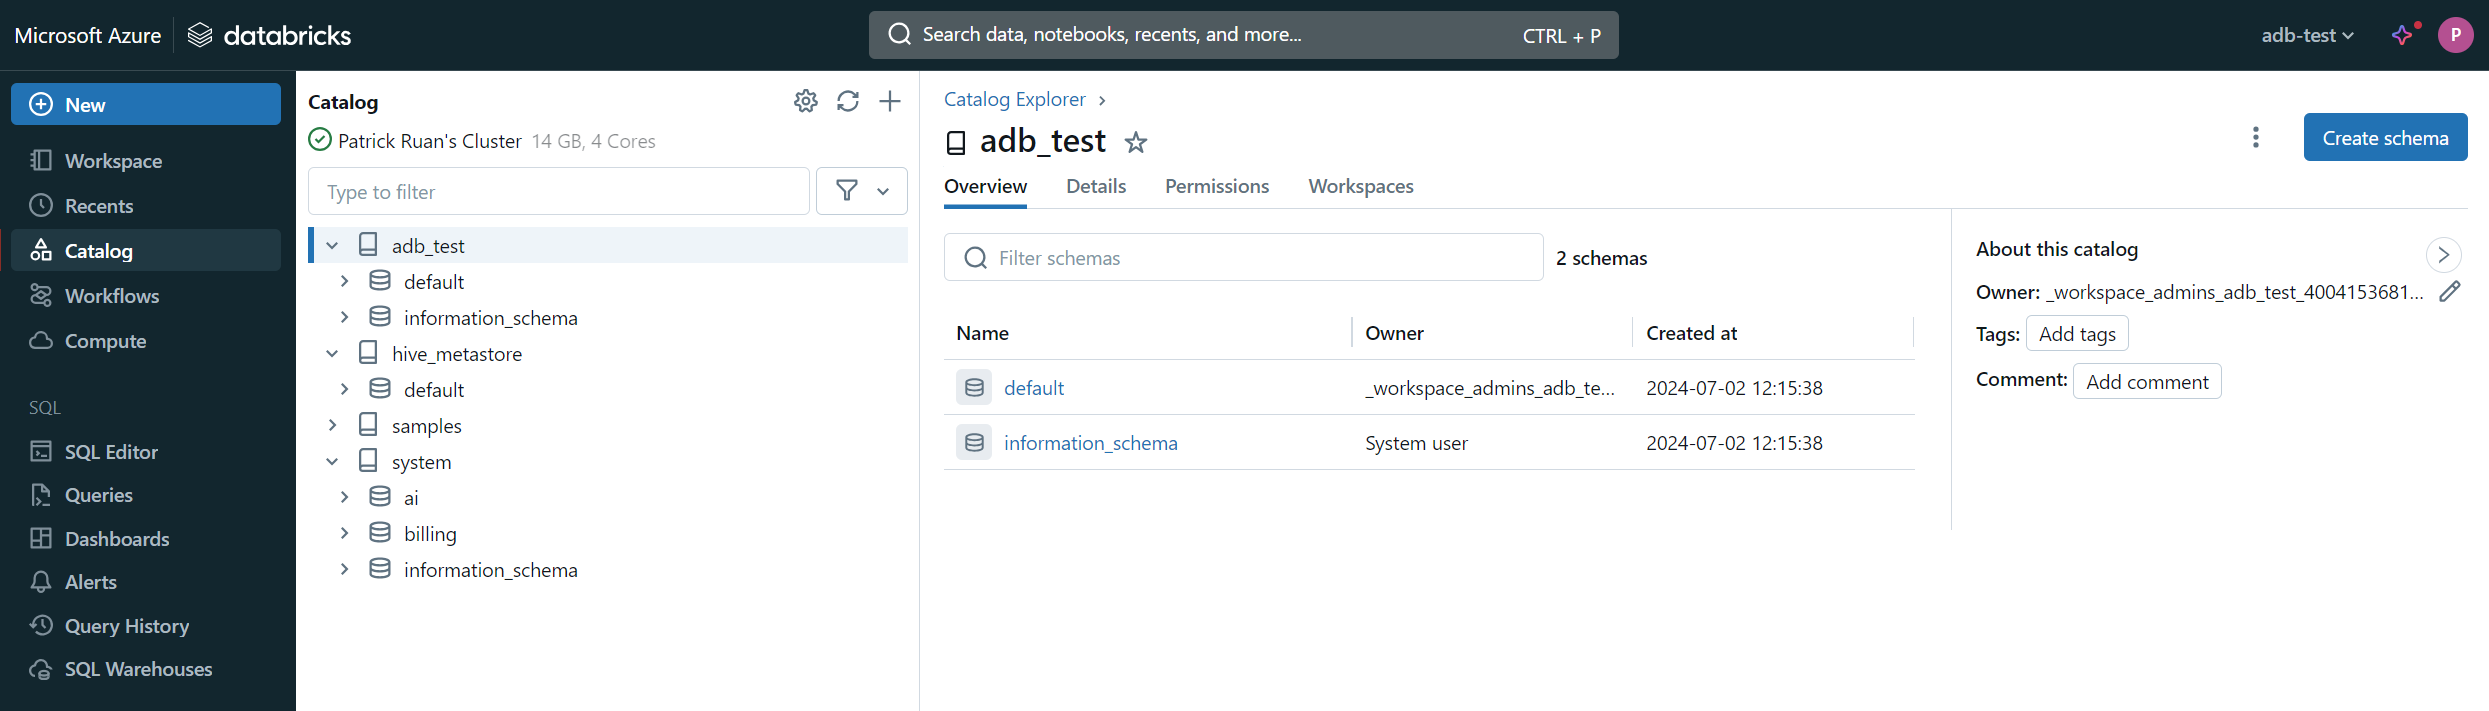 Microsoft Azure databricks
Search data, notebooks, recents, and more... CTRL + P
adb-test
P
New
Workspace
Recents
Catalog
Workflows
Compute
SQL
SQL Editor
Queries
Dashboards
Alerts
Query History
SQL Warehouses
Catalog
Patrick Ruan's Cluster 14 GB, 4 Cores
Type to filter
adb_test
default
information_schema
hive_metastore
default
samples
system
ai
billing
information_schema
Catalog Explorer
adb_test
Create schema
Overview Details Permissions Workspaces
Filter schemas 2 schemas
Name Owner Created at
default _workspace_admins_adb_te... 2024-07-02 12:15:38
information_schema System user 2024-07-02 12:15:38
About this catalog
Owner: _workspace_admins_adb_test_4004153681...
Tags: Add tags
Comment: Add comment